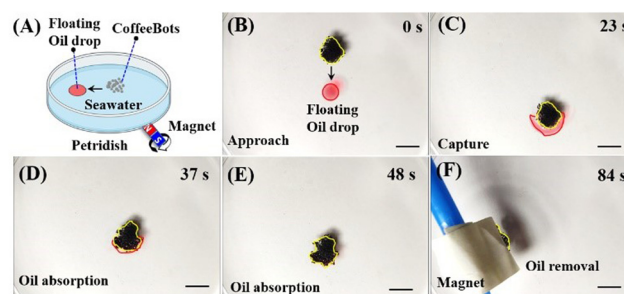 (A)
Floating
Oil drop
CoffeeBots
Seawater
Magnet
Petridish
(B)
0 s
Floating
Oil drop
Approach
(C)
23 s
Capture
(D)
37 s
Oil absorption
(E)
48 s
Oil absorption
(F)
84 s
Oil removal
Magnet